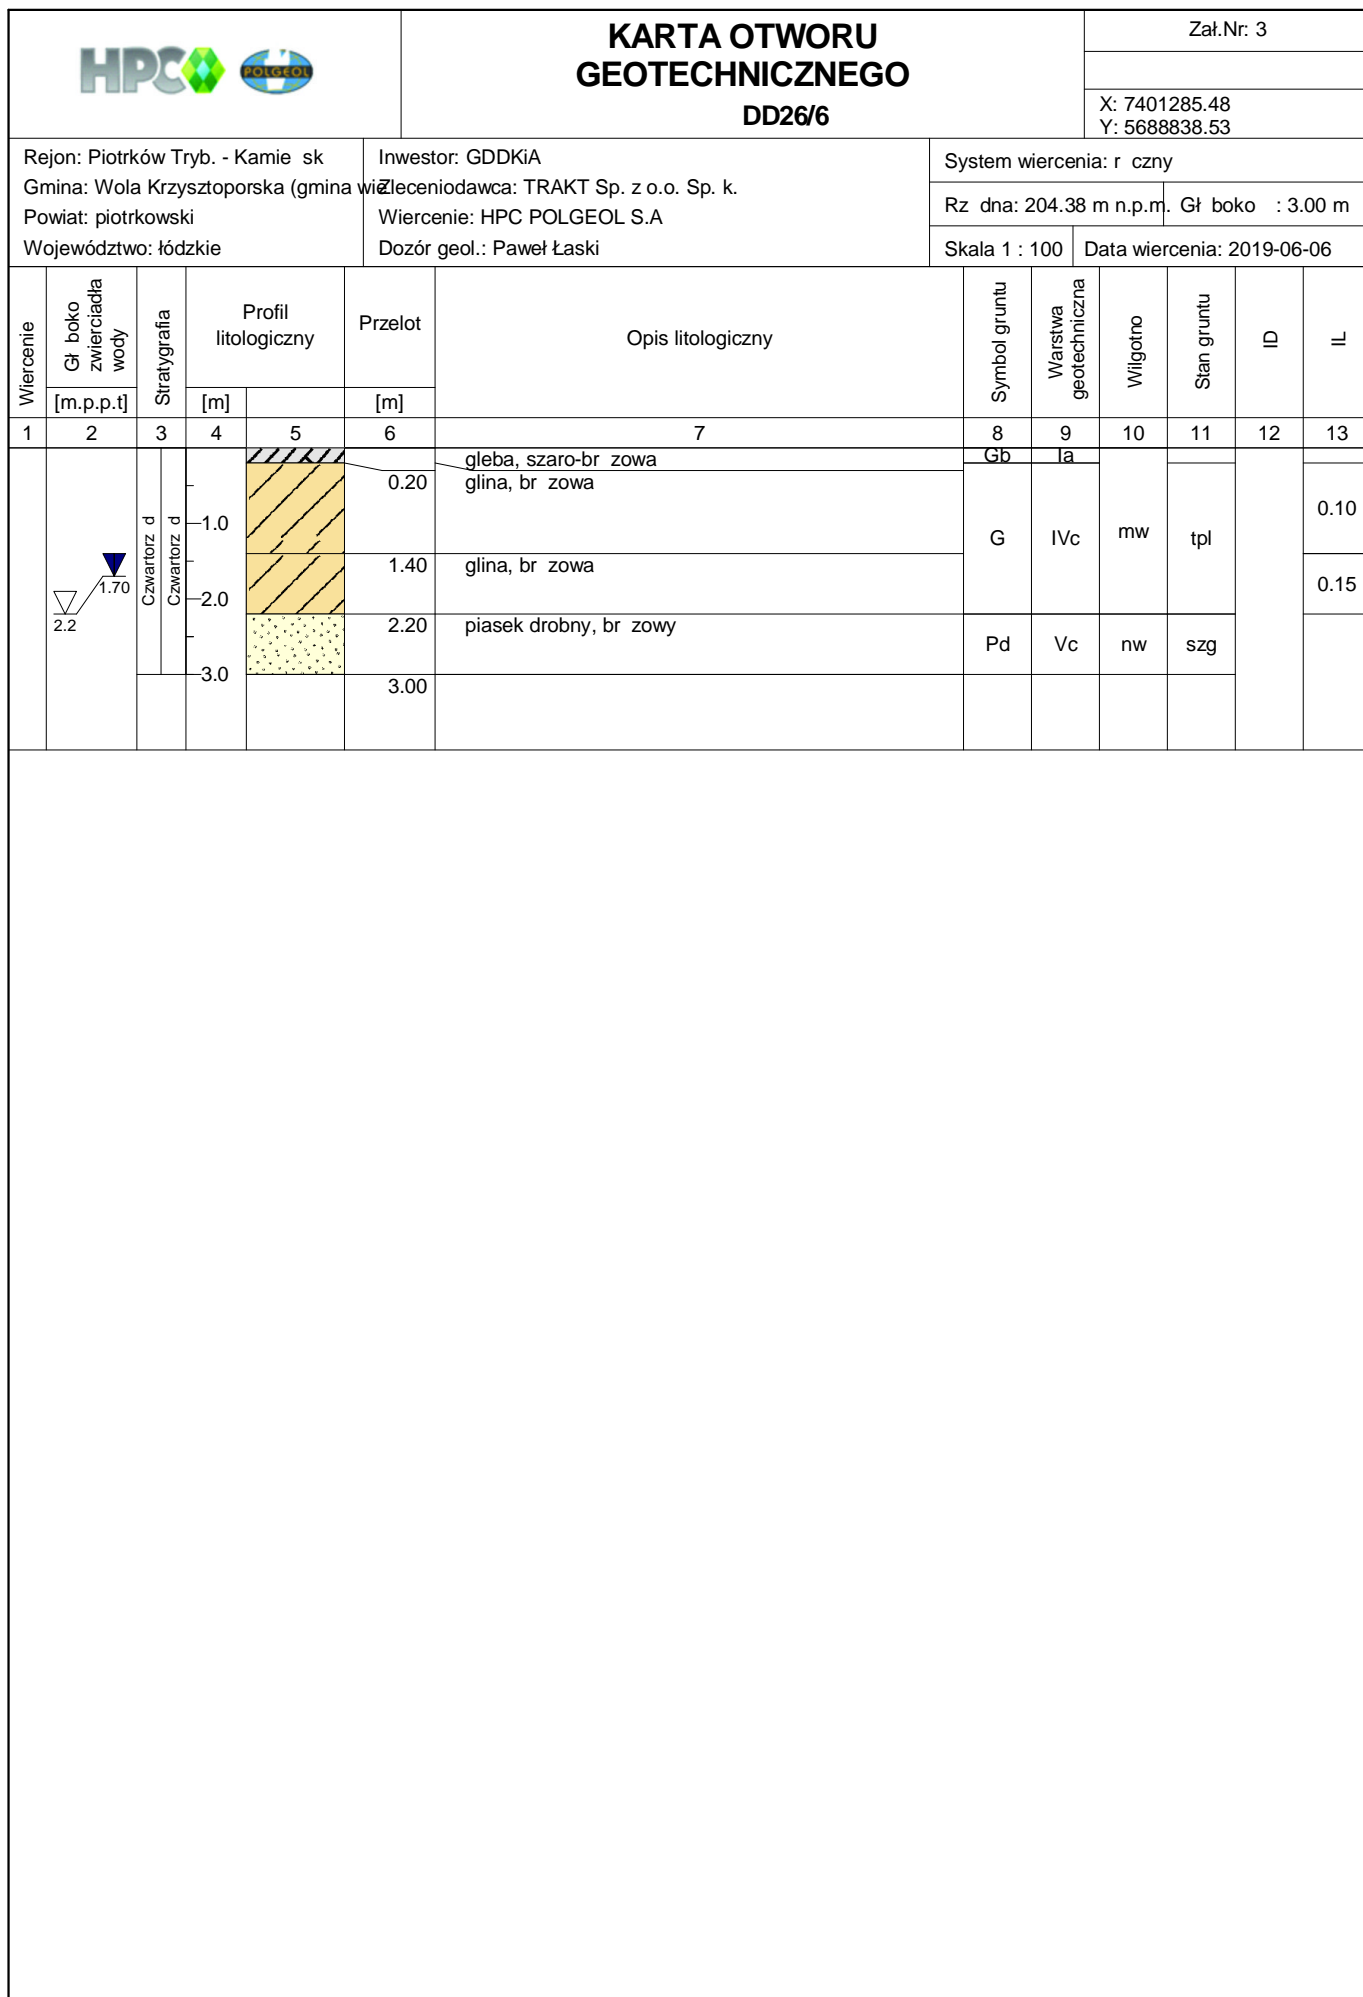 HPC POLGEOL
KARTA OTWORU
GEOTECHNICZNEGO
DD26/6
Zał.Nr: 3
X: 7401285.48
Y: 5688838.53
Rejon: Piotrków Tryb. - Kamie sk
Gmina: Wola Krzysztoporska (gmina wie
Powiat: piotrkowski
Województwo: łódzkie
Inwestor: GDDKiA
Zleceniodawca: TRAKT Sp. z o.o. Sp. k.
Wiercenie: HPC POLGEOL S.A
Dozór geol.: Paweł Łaski
System wiercenia: r czny
Rz dna: 204.38 m n.p.m. Gł boko : 3.00 m
Skala 1 : 100 Data wiercenia: 2019-06-06
Wiercenie
Gł boko
zwierciadła
wody
[m.p.p.t]
Stratygrafia
Profil
litologiczny
[m]
Przelot
[m]
Opis litologiczny
Symbol gruntu
Warstwa
geotechniczna
Wilgotno
Stan gruntu
ID
IL
1 2 3 4 5 6 7 8 9 10 11 12 13
gleba, szaro-br zowa Gb Ia
0.20 glina, br zowa
1.0
0.10
G IVc mw tpl
Czwartorz d
Czwartorz d
1.40 glina, br zowa
1.70
0.15
2.0
2.2
2.20 piasek drobny, br zowy
Pd Vc nw szg
3.0
3.00